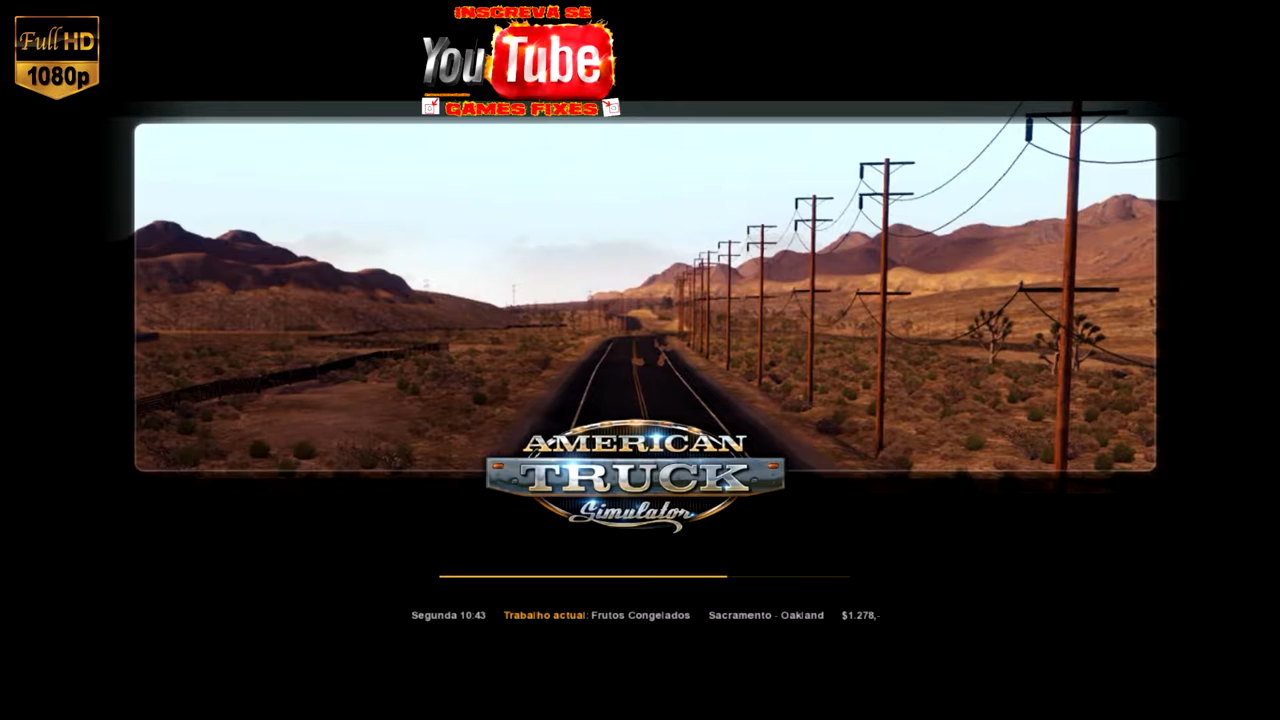 INSCREVA SE
Full HD
1080p
YouTube
GAMES FIXES
AMERICAN
TRUCK
Simulator
Segunda 10:43 Trabalho actual: Frutos Congelados Sacramento - Oakland $1.278,-